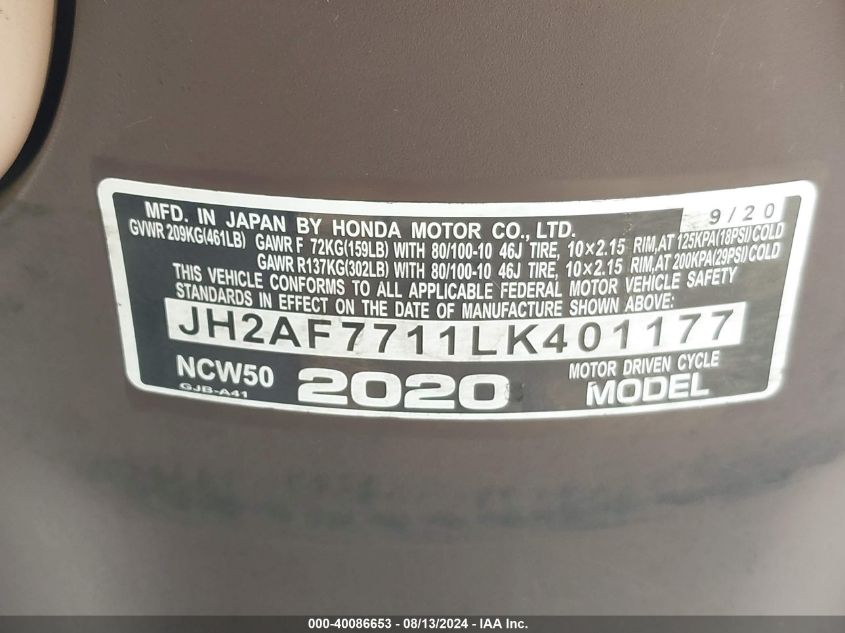 MFD. IN JAPAN BY HONDA MOTOR CO., LTD. 9/20
GVWR 209KG(461LB) GAWR F 72KG(159LB) WITH 80/100-10 46J TIRE, 10×2.15 RIM,AT 125KPA(18PSI)COLD
GAWR R137KG(302LB) WITH 80/100-10 46J TIRE, 10×2.15 RIM,AT 200KPA(29PSI)COLD
THIS VEHICLE CONFORMS TO ALL APPLICABLE FEDERAL MOTOR VEHICLE SAFETY
STANDARDS IN EFFECT ON THE DATE OF MANUFACTURE SHOWN ABOVE:
JH2AF7711LK401177
NCW50 2020 MOTOR DRIVEN CYCLE
GJB-A41 MODEL
000-40086653 - 08/13/2024 - IAA Inc.